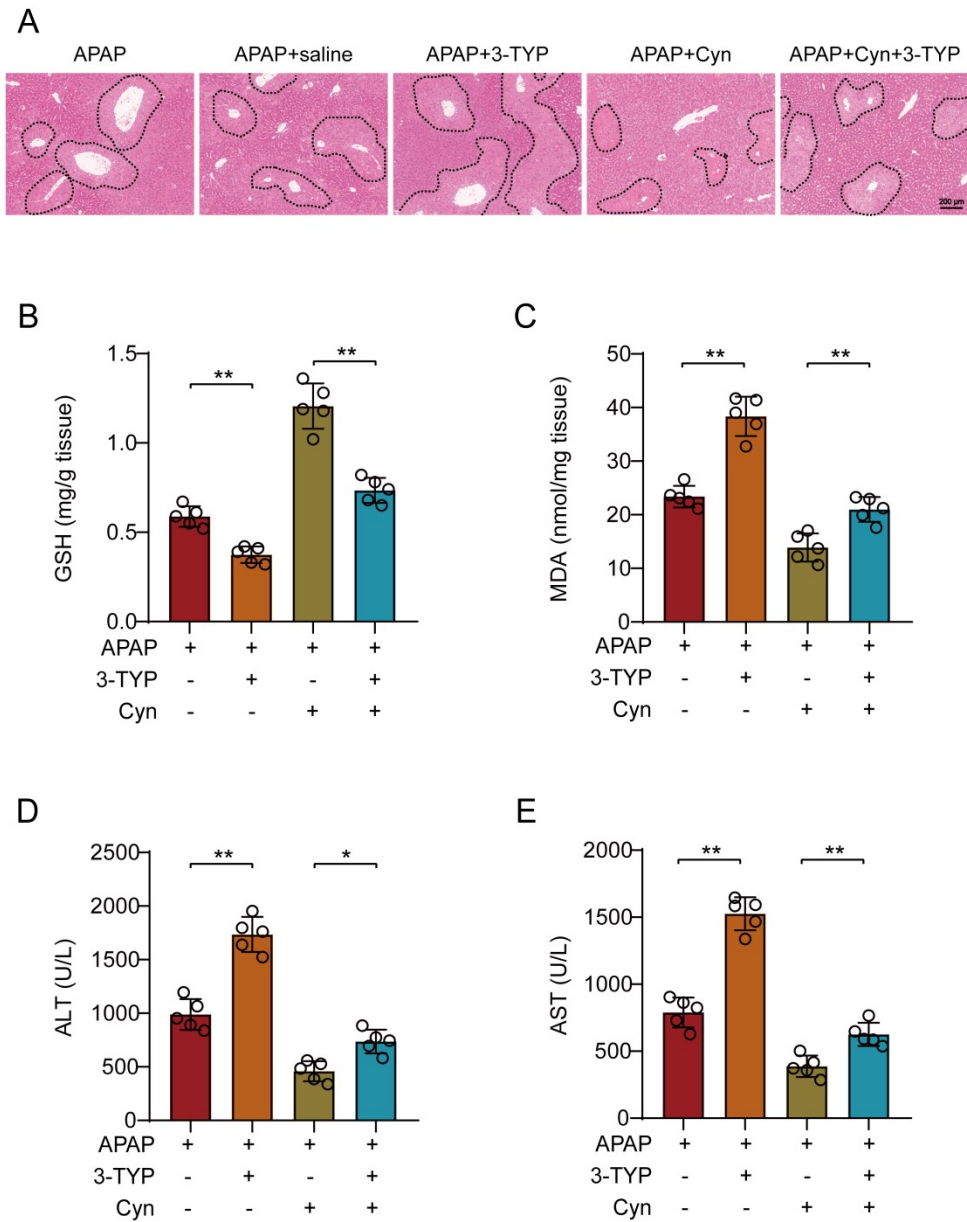 A
APAP APAP+saline APAP+3-TYP APAP+Cyn APAP+Cyn+3-TYP
200 μm
B
GSH (mg/g tissue)
1.5
1.0
0.5
0.0
** **
APAP + + + +
3-TYP - + - +
Cyn - - + +
C
MDA (nmol/mg tissue)
50
40
30
20
10
0
** **
APAP + + + +
3-TYP - + - +
Cyn - - + +
D
ALT (U/L)
2500
2000
1500
1000
500
0
** *
APAP + + + +
3-TYP - + - +
Cyn - - + +
E
AST (U/L)
2000
1500
1000
500
0
** **
APAP + + + +
3-TYP - + - +
Cyn - - + +